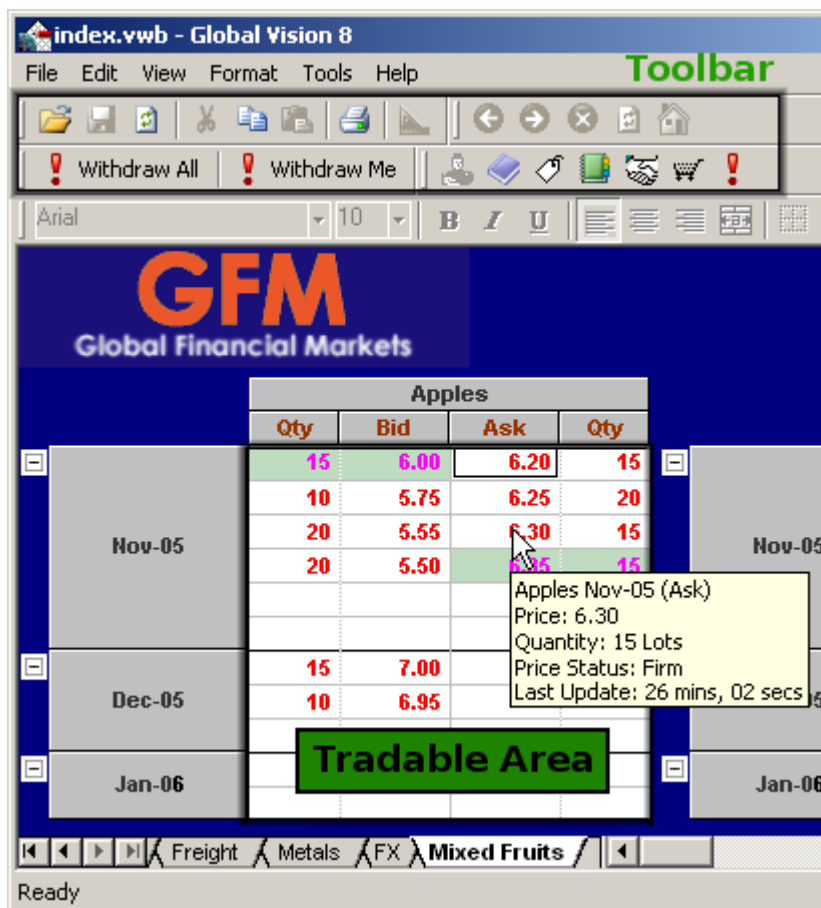 index.vwb - Global Vision 8
File Edit View Format Tools Help
Toolbar
Withdraw All Withdraw Me
Arial 10 B I U a
GFM
Global Financial Markets
Apples
Qty Bid Ask Qty
15 6.00 6.20 15
10 5.75 6.25 20
Nov-05 20 5.55 6.30 15 Nov-05
20 5.50 6.35 15
Apples Nov-05 (Ask)
Price: 6.30
Quantity: 15 Lots
Price Status: Firm
Last Update: 26 mins, 02 secs
15 7.00
Dec-05 10 6.95
Tradable Area
Jan-06 Jan-06
Freight Metals FX Mixed Fruits
Ready